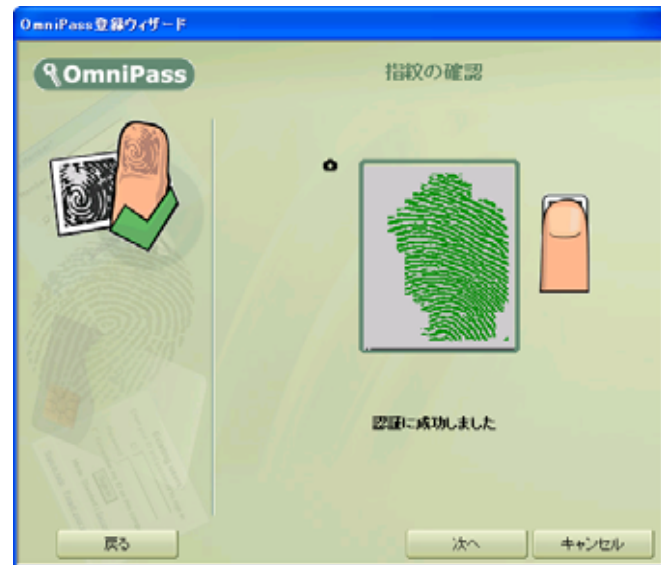 OmniPass登録ウィザード
OmniPass
指紋の確認
認証に成功しました
戻る
次へ
キャンセル